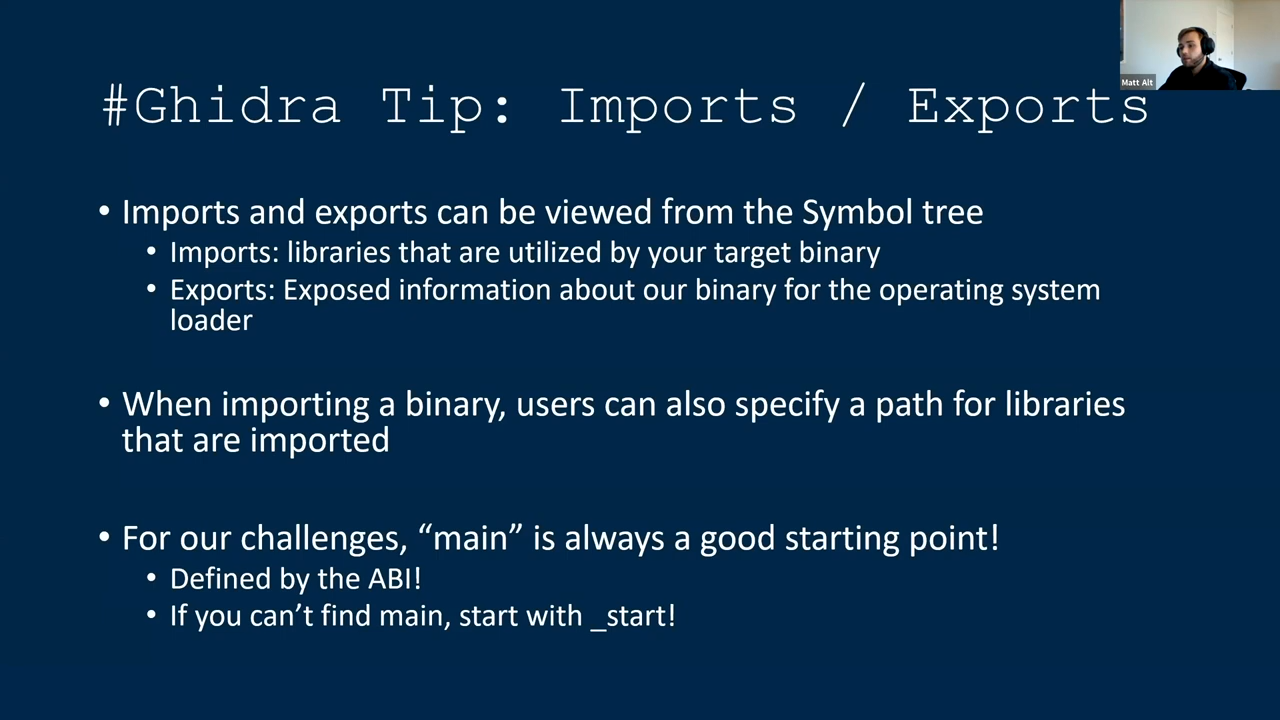 Matt Alt
#Ghidra Tip: Imports / Exports
• Imports and exports can be viewed from the Symbol tree
• Imports: libraries that are utilized by your target binary
• Exports: Exposed information about our binary for the operating system
loader
• When importing a binary, users can also specify a path for libraries
that are imported
• For our challenges, “main” is always a good starting point!
• Defined by the ABI!
• If you can’t find main, start with _start!